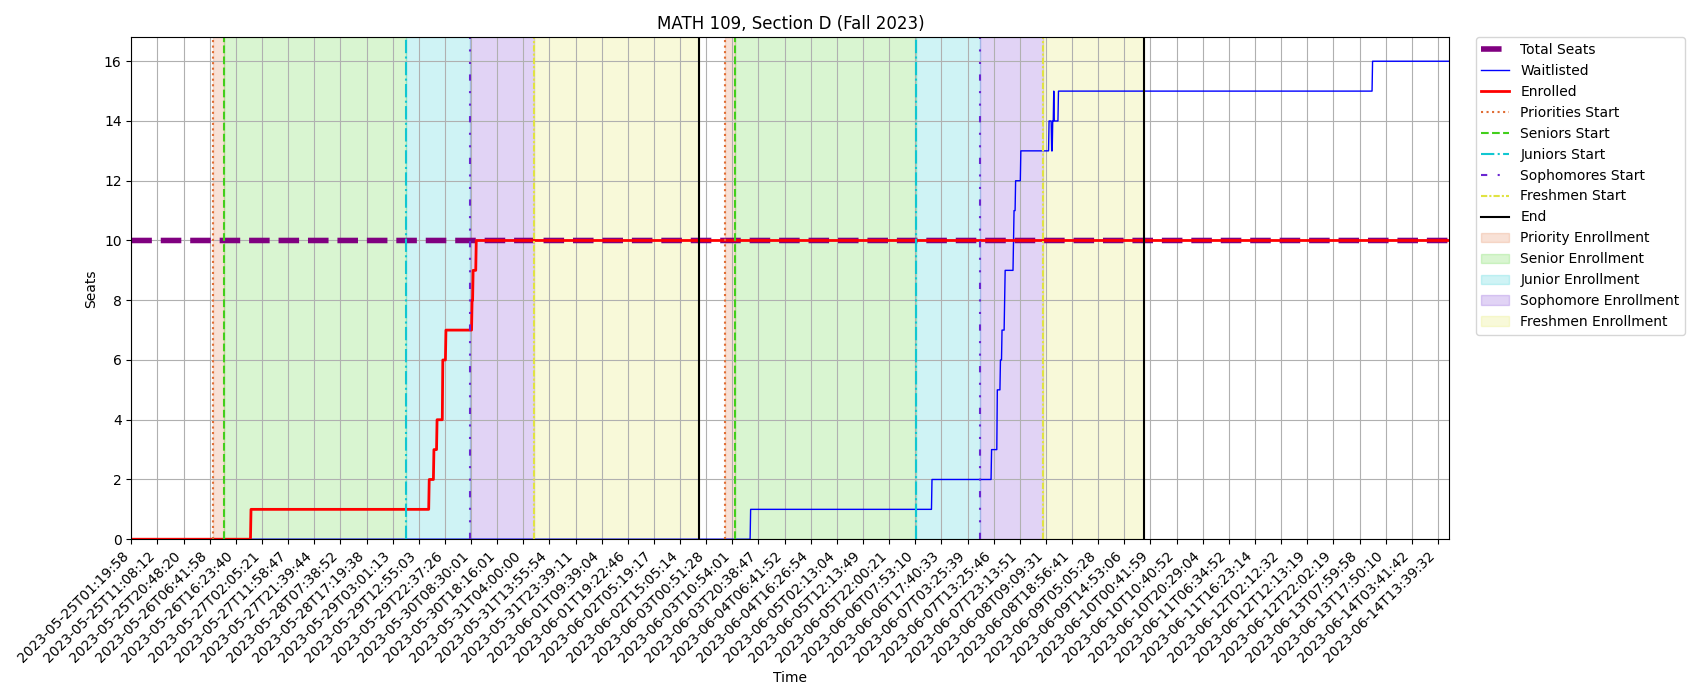 MATH 109, Section D (Fall 2023)
Seats
16
14
12
10
8
6
4
2
0
2023-05-25T01:19:58
2023-05-25T11:08:12
2023-05-25T20:48:20
2023-05-26T06:41:58
2023-05-26T16:23:40
2023-05-27T02:05:21
2023-05-27T11:58:47
2023-05-27T21:39:44
2023-05-28T07:38:52
2023-05-28T17:19:38
2023-05-29T03:01:13
2023-05-29T12:55:03
2023-05-29T22:37:26
2023-05-30T08:30:01
2023-05-30T18:16:01
2023-05-31T04:00:00
2023-05-31T13:55:54
2023-05-31T23:39:11
2023-06-01T09:39:04
2023-06-01T19:22:46
2023-06-02T05:19:17
2023-06-02T15:05:14
2023-06-03T00:51:28
2023-06-03T10:54:01
2023-06-03T20:38:47
2023-06-04T06:41:52
2023-06-04T16:26:54
2023-06-05T02:13:04
2023-06-05T12:13:49
2023-06-05T22:00:21
2023-06-06T07:53:10
2023-06-06T17:40:33
2023-06-07T03:25:39
2023-06-07T13:25:46
2023-06-07T23:13:51
2023-06-08T09:09:31
2023-06-08T18:56:41
2023-06-09T05:05:28
2023-06-09T14:53:06
2023-06-10T00:41:59
2023-06-10T10:40:52
2023-06-10T20:29:04
2023-06-11T06:34:52
2023-06-11T16:23:14
2023-06-12T02:12:32
2023-06-12T12:13:19
2023-06-12T22:02:19
2023-06-13T07:59:58
2023-06-13T17:50:10
2023-06-14T03:41:42
2023-06-14T13:39:32
Time
Total Seats
Waitlisted
Enrolled
Priorities Start
Seniors Start
Juniors Start
Sophomores Start
Freshmen Start
End
Priority Enrollment
Senior Enrollment
Junior Enrollment
Sophomore Enrollment
Freshmen Enrollment